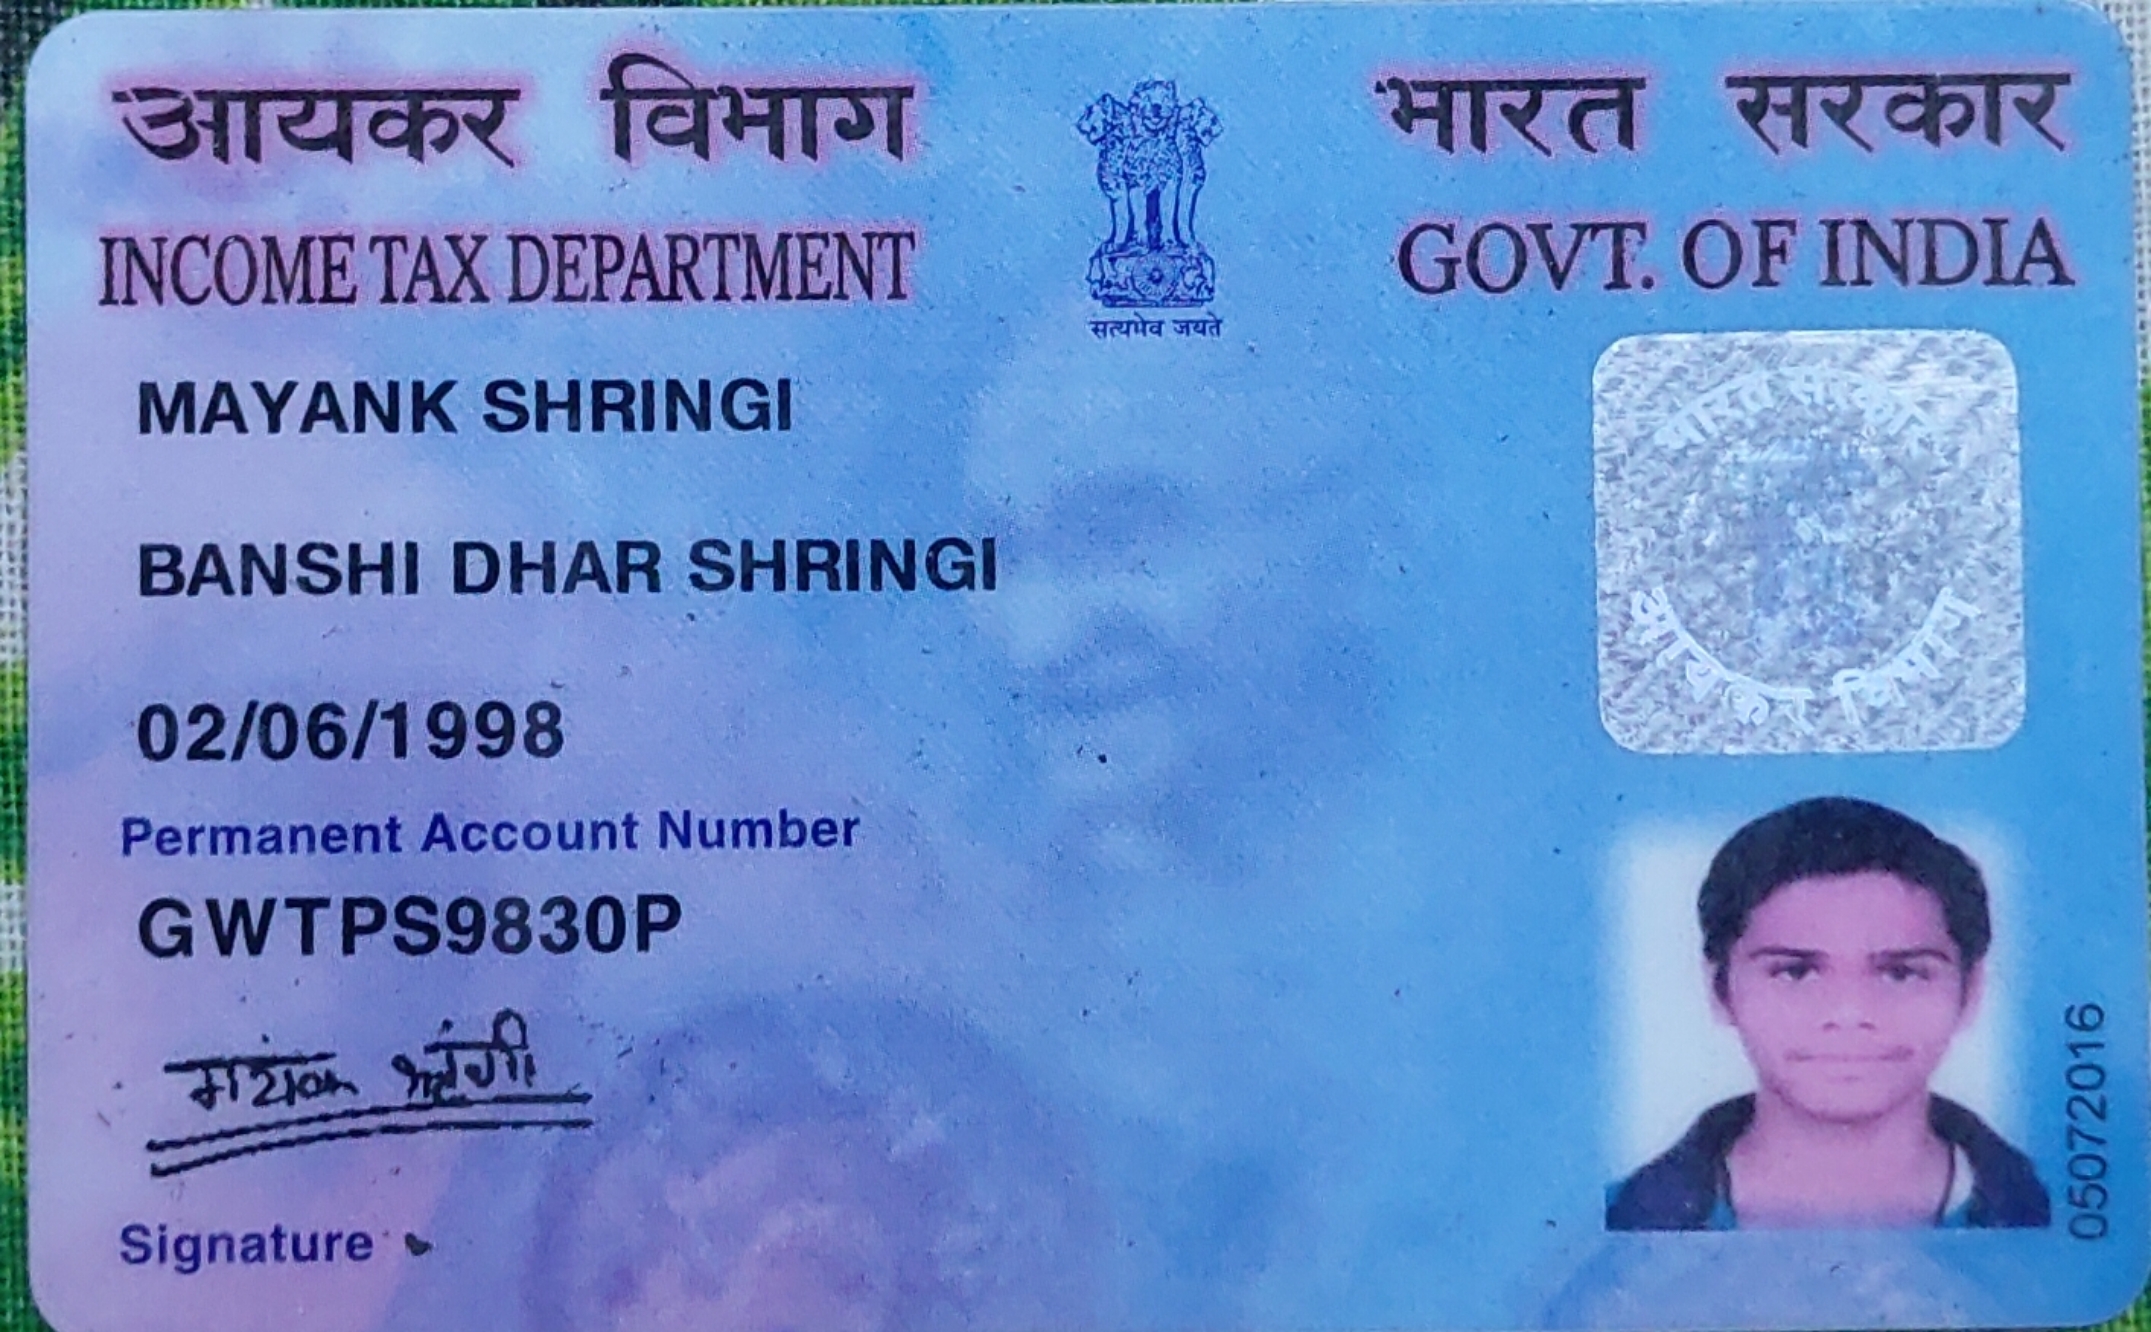 आयकर विभाग
INCOME TAX DEPARTMENT
सत्यमेव जयते
भारत सरकार
GOVT. OF INDIA
MAYANK SHRINGI
BANSHI DHAR SHRINGI
02/06/1998
Permanent Account Number
GWTPS9830P
मयंक श्रृंगी
Signature
भारत सरकार
आयकर विभाग
05072016